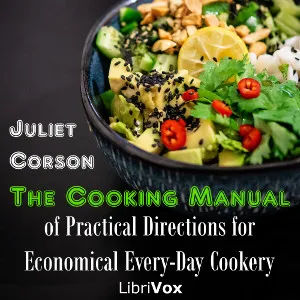 Juliet
Corson
The Cooking Manual
of Practical Directions for
Economical Every-Day Cookery
LibriVox